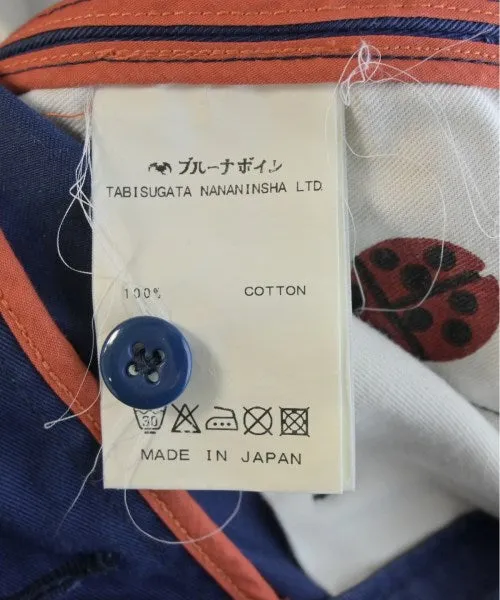 ブルーナボイン
TABISUGATA NANANINSHA LTD.
100% COTTON
30
MADE IN JAPAN